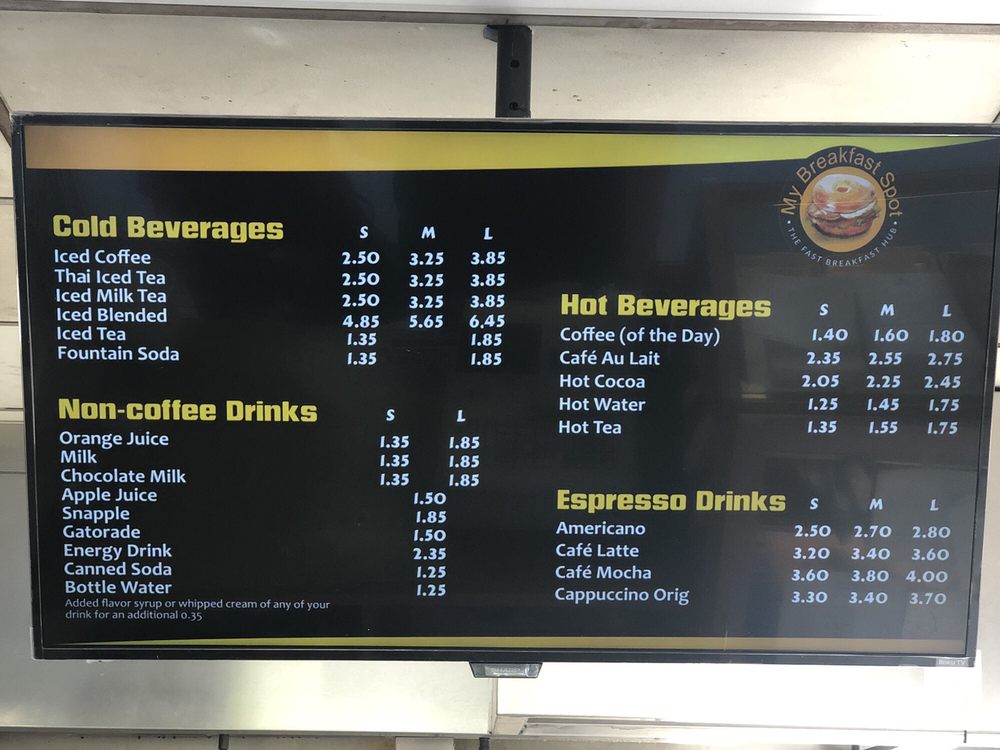 My Breakfast Spot
• THE FAST BREAKFAST HUB •
Cold Beverages S M L
Iced Coffee 2.50 3.25 3.85
Thai Iced Tea 2.50 3.25 3.85
Iced Milk Tea 2.50 3.25 3.85
Iced Blended 4.85 5.65 6.45
Iced Tea 1.35 1.85
Fountain Soda 1.35 1.85
Non-coffee Drinks S L
Orange Juice 1.35 1.85
Milk 1.35 1.85
Chocolate Milk 1.35 1.85
Apple Juice 1.50
Snapple 1.85
Gatorade 1.50
Energy Drink 2.35
Canned Soda 1.25
Bottle Water 1.25
Added flavor syrup or whipped cream of any of your
drink for an additional 0.35
Hot Beverages S M L
Coffee (of the Day) 1.40 1.60 1.80
Café Au Lait 2.35 2.55 2.75
Hot Cocoa 2.05 2.25 2.45
Hot Water 1.25 1.45 1.75
Hot Tea 1.35 1.55 1.75
Espresso Drinks S M L
Americano 2.50 2.70 2.80
Café Latte 3.20 3.40 3.60
Café Mocha 3.60 3.80 4.00
Cappuccino Orig 3.30 3.40 3.70
SHARP
Roku TV